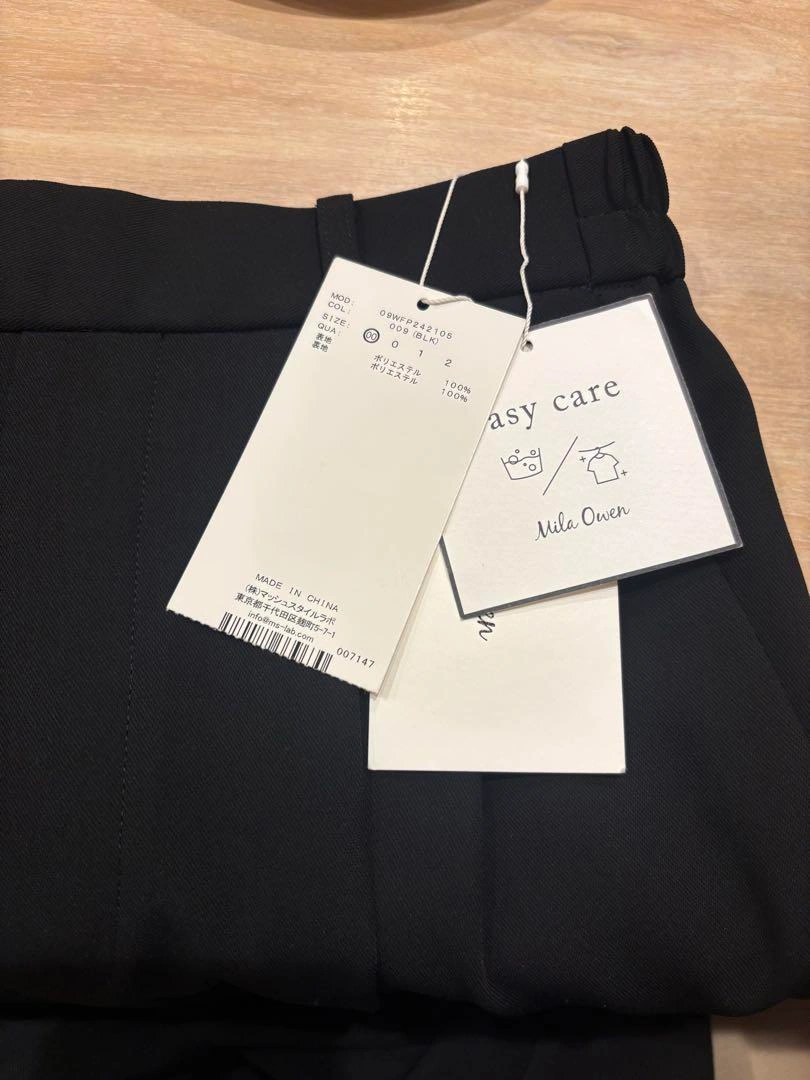 MOD: 09WFP242105
COL: 009(BLK)
SIZE: 00 0 1 2
QUA:
表地 ポリエステル 100%
裏地 ポリエステル 100%
MADE IN CHINA
(株)マッシュスタイルラボ
東京都千代田区麹町5-7-1
info@ms-lab.com
007147
asy care
Mila Owen
en